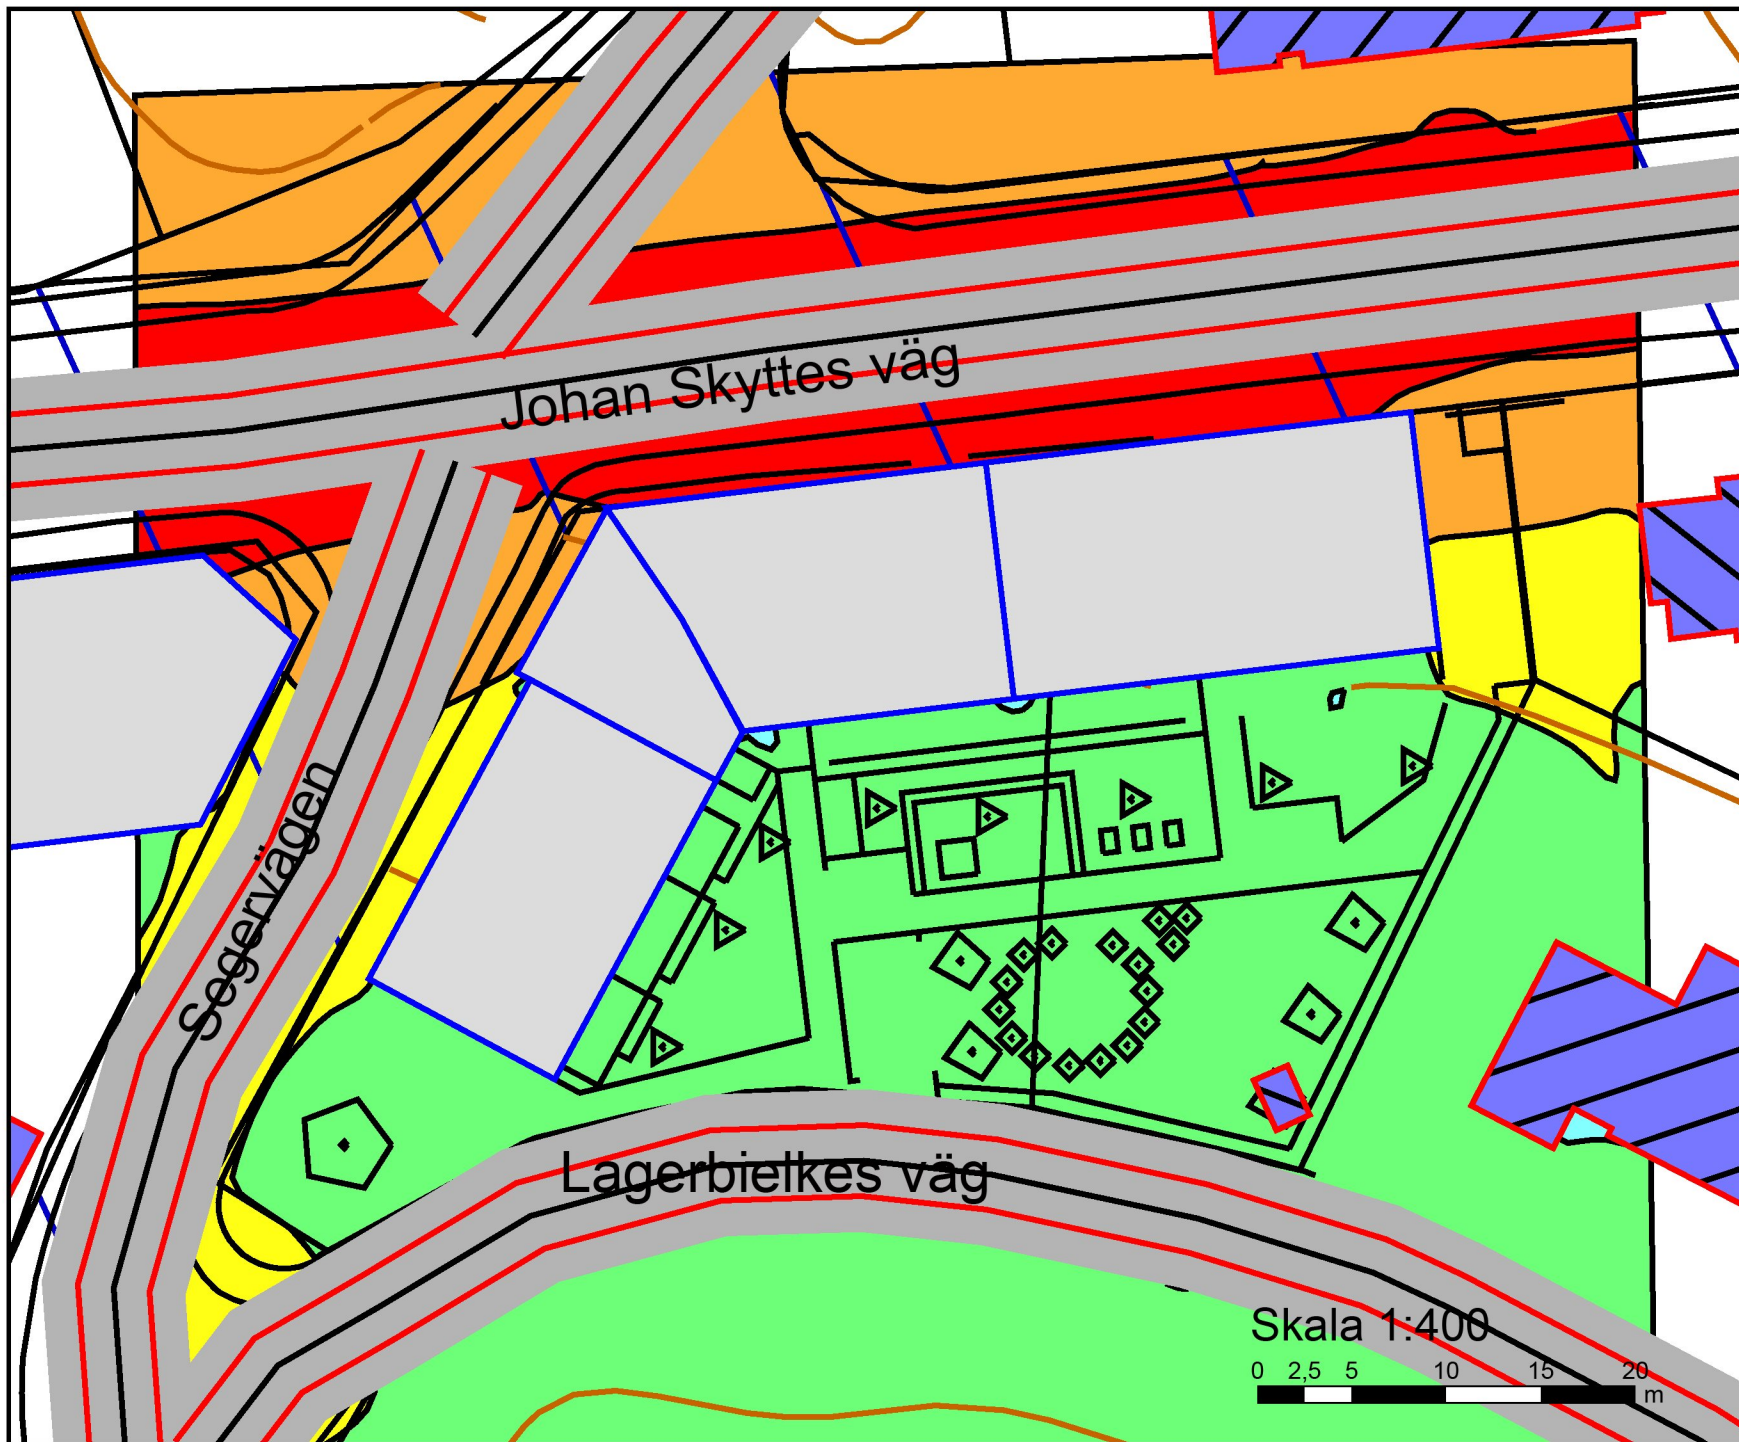 Johan Skyttes väg
Segervägen
Lagerbielkes väg
Skala 1:400
0 2,5 5 10 15 20
m